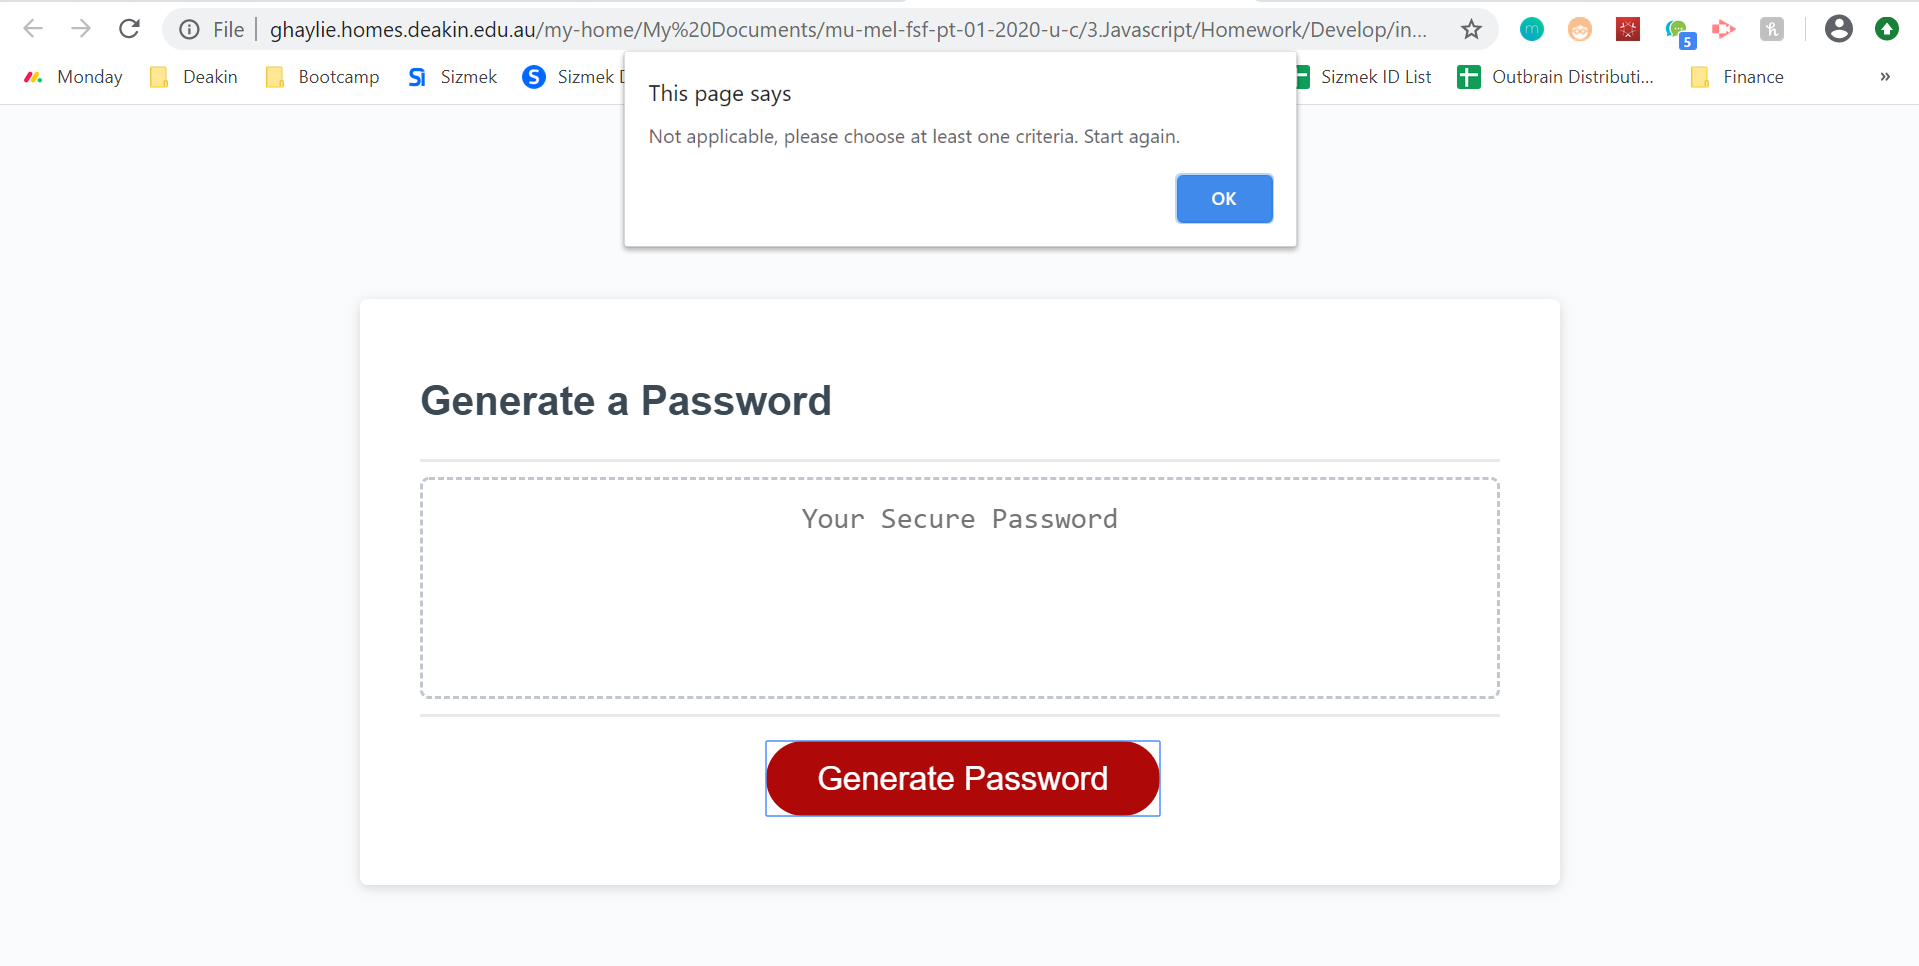 File ghaylie.homes.deakin.edu.au/my-home/My%20Documents/mu-mel-fsf-pt-01-2020-u-c/3.Javascript/Homework/Develop/in...
m
5
h
Monday Deakin Bootcamp Si Sizmek S Sizmek Sizmek ID List Outbrain Distributi... Finance »
This page says
Not applicable, please choose at least one criteria. Start again.
OK
Generate a Password
Your Secure Password
Generate Password